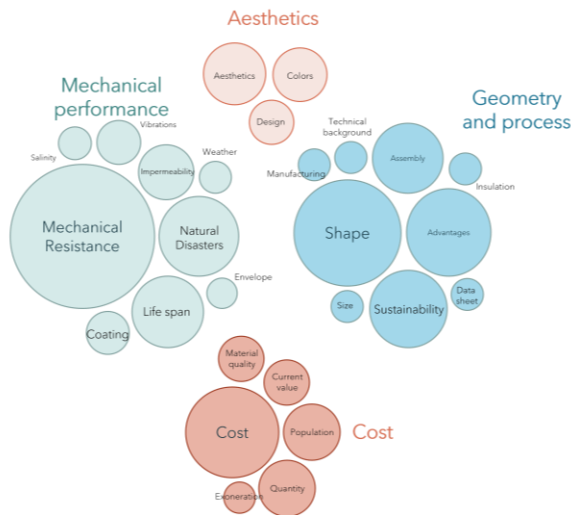 Aesthetics
Aesthetics
Colors
Design
Mechanical
performance
Vibrations
Salinity
Weather
Impermeability
Mechanical
Resistance
Natural
Disasters
Envelope
Life span
Coating
Geometry
and process
Technical
background
Assembly
Manufacturing
Insulation
Shape
Advantages
Data
sheet
Size
Sustainability
Material
quality
Current
value
Cost
Population
Cost
Quantity
Exoneration